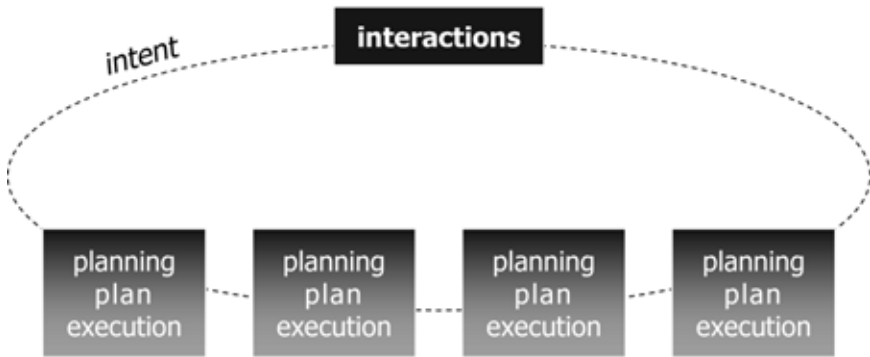 interactions
intent
planning
plan
execution
planning
plan
execution
planning
plan
execution
planning
plan
execution